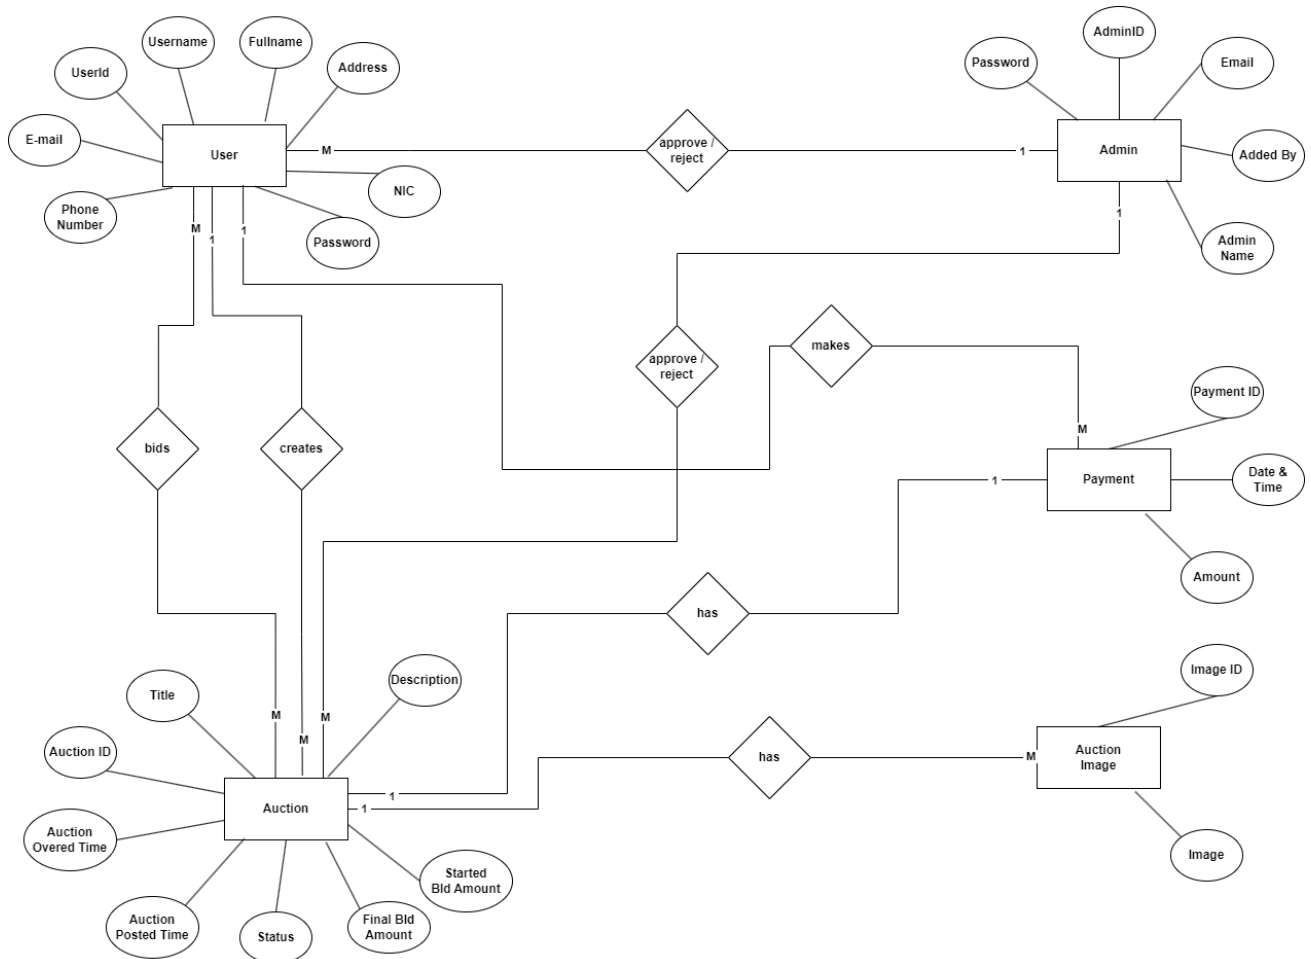 Username
Fullname
UserId
Address
E-mail
User
Phone
Number
NIC
Password
M
approve /
reject
1
AdminID
Password
Email
Admin
Added By
Admin
Name
M
1
1
1
bids
creates
approve /
reject
makes
M
Payment ID
Payment
Date &
Time
Amount
1
has
M
M
M
Title
Description
Auction ID
Auction
Auction
Overed Time
Auction
Posted Time
Status
Final BId
Amount
Started
BId Amount
1
1
has
M
Image ID
Auction
Image
Image